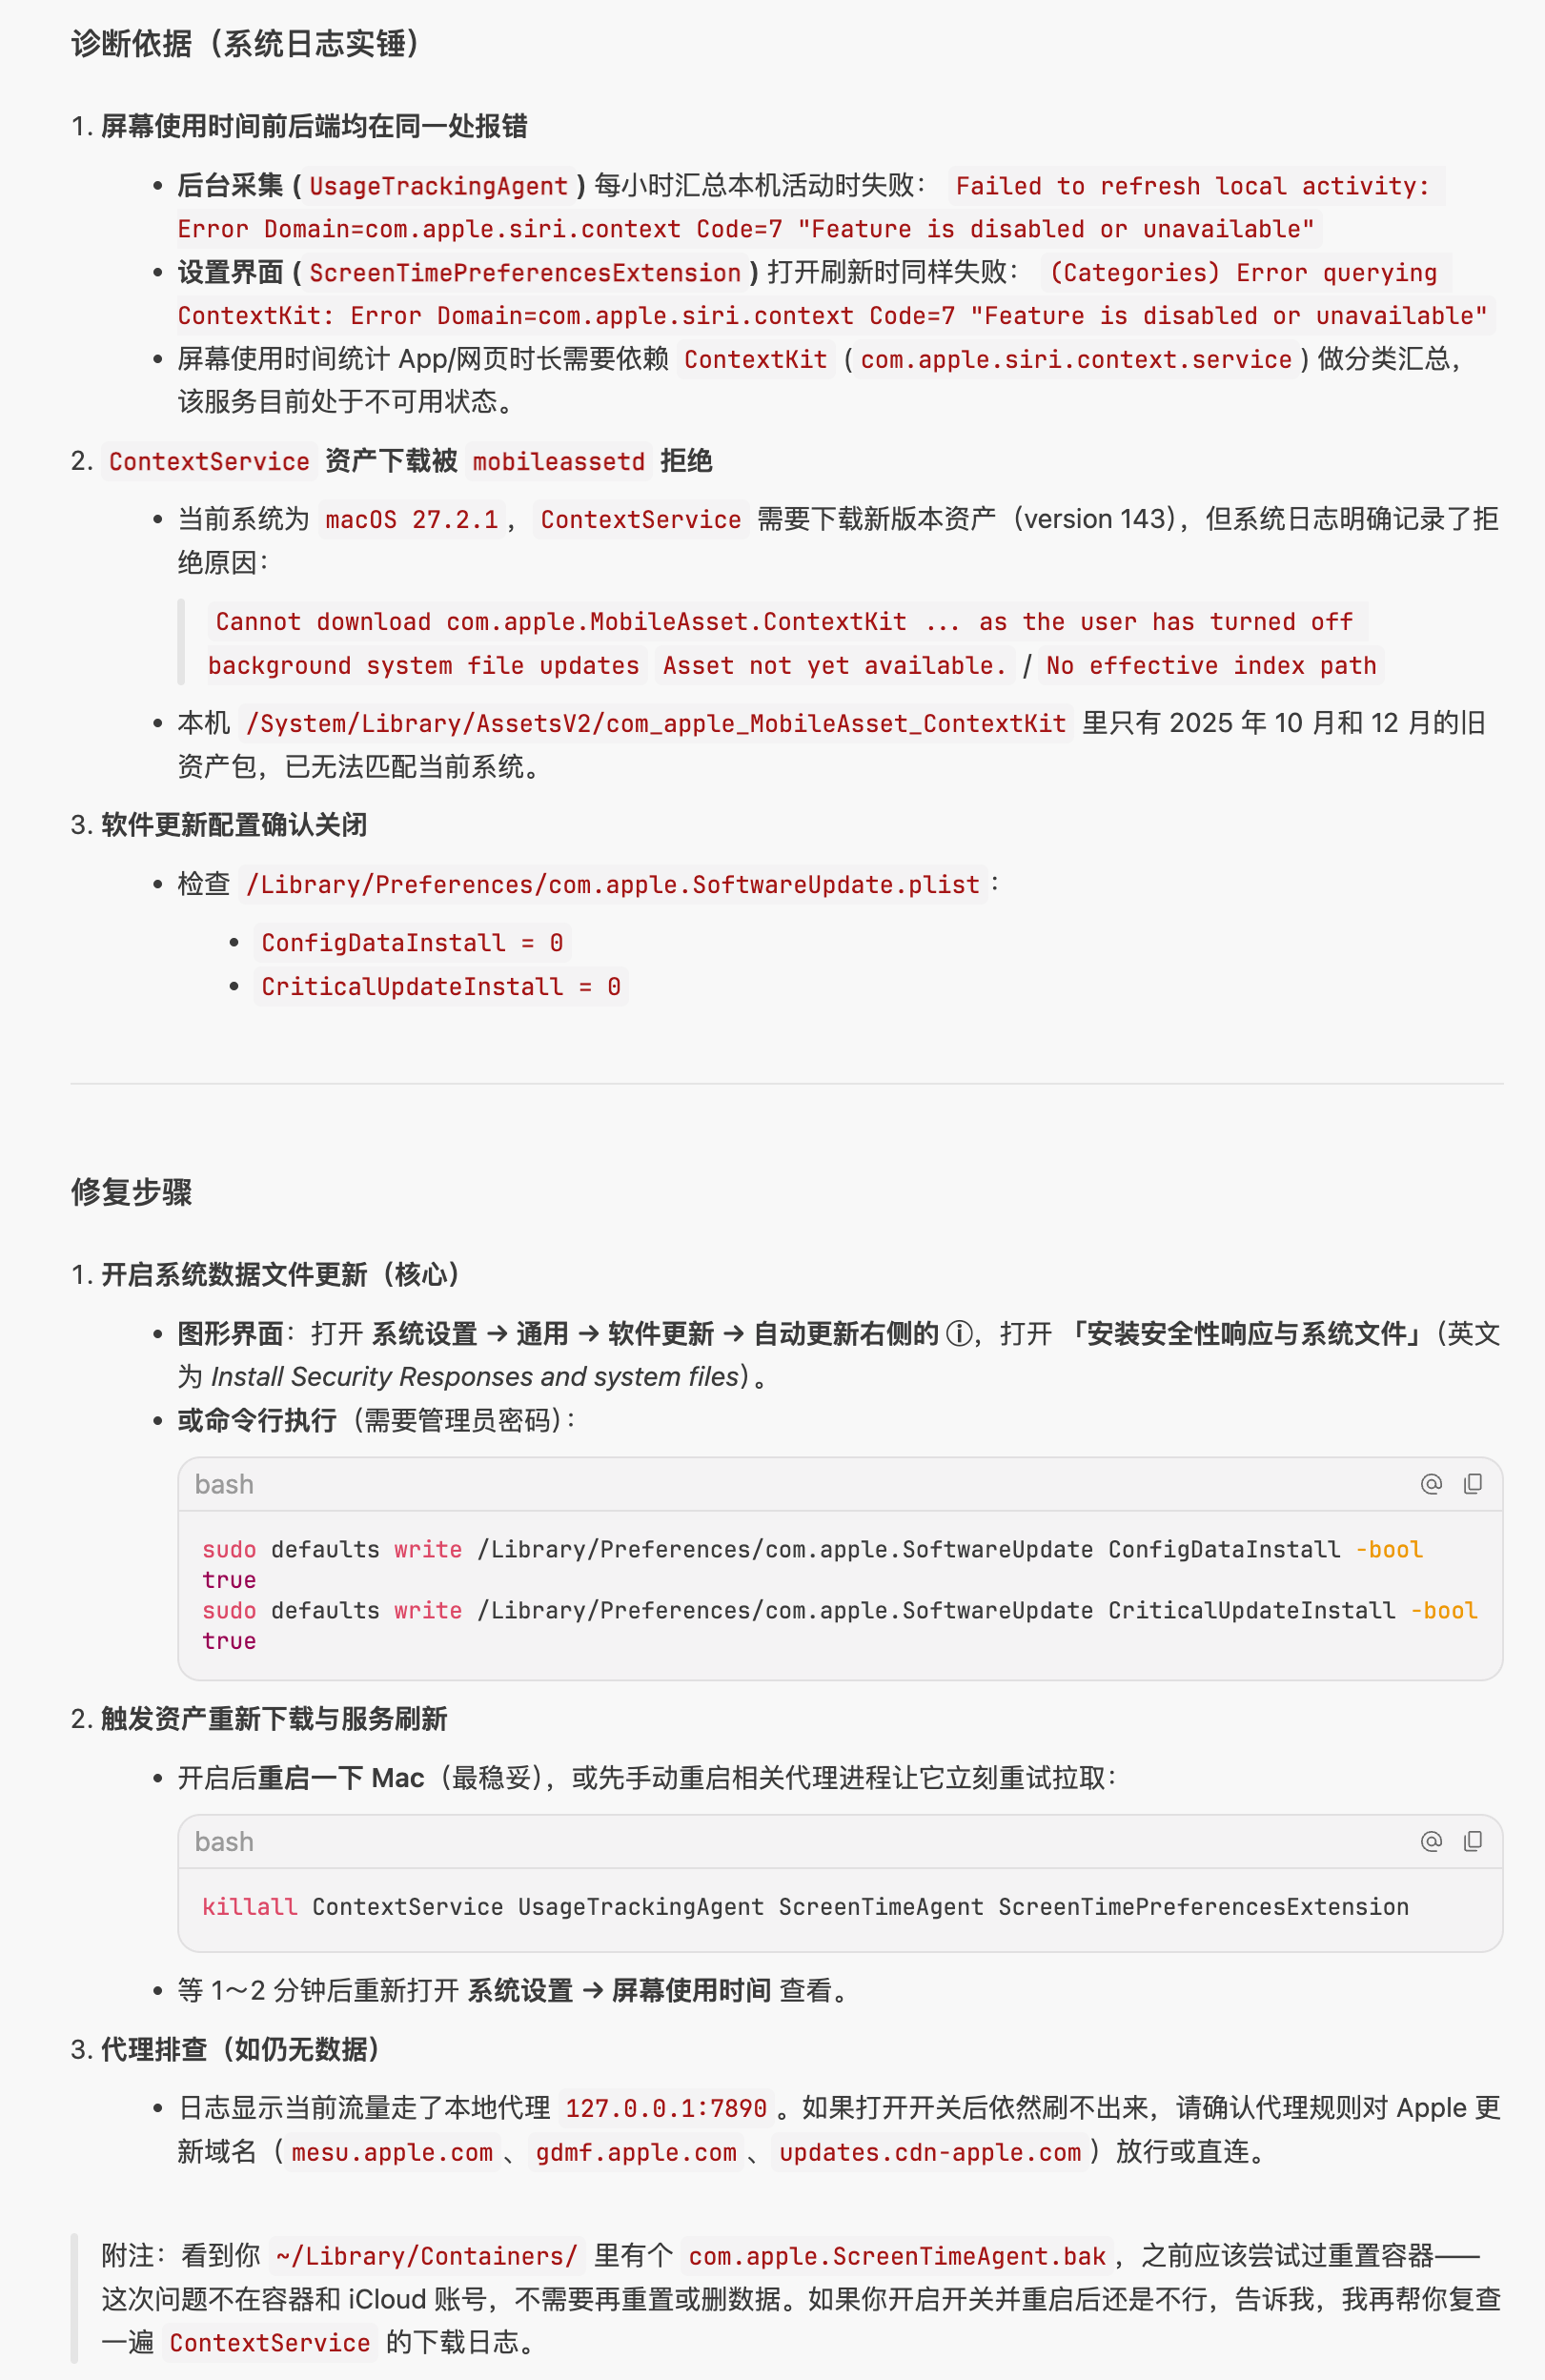 诊断依据（系统日志实锤）
1. 屏幕使用时间前后端均在同一处报错
• 后台采集 ( UsageTrackingAgent ) 每小时汇总本机活动时失败： Failed to refresh local activity:
Error Domain=com.apple.siri.context Code=7 "Feature is disabled or unavailable"
• 设置界面 ( ScreenTimePreferencesExtension ) 打开刷新时同样失败： (Categories) Error querying
ContextKit: Error Domain=com.apple.siri.context Code=7 "Feature is disabled or unavailable"
• 屏幕使用时间统计 App/网页时长需要依赖 ContextKit ( com.apple.siri.context.service ) 做分类汇总，
该服务目前处于不可用状态。
2. ContextService 资产下载被 mobileassetd 拒绝
• 当前系统为 macOS 27.2.1 ， ContextService 需要下载新版本资产（version 143），但系统日志明确记录了拒
绝原因：
Cannot download com.apple.MobileAsset.ContextKit ... as the user has turned off
background system file updates Asset not yet available. / No effective index path
• 本机 /System/Library/AssetsV2/com_apple_MobileAsset_ContextKit 里只有 2025 年 10 月和 12 月的旧
资产包，已无法匹配当前系统。
3. 软件更新配置确认关闭
• 检查 /Library/Preferences/com.apple.SoftwareUpdate.plist ：
• ConfigDataInstall = 0
• CriticalUpdateInstall = 0
修复步骤
1. 开启系统数据文件更新（核心）
• 图形界面：打开 系统设置 → 通用 → 软件更新 → 自动更新右侧的 ⓘ，打开 「安装安全性响应与系统文件」（英文
为 Install Security Responses and system files）。
• 或命令行执行（需要管理员密码）：
bash
sudo defaults write /Library/Preferences/com.apple.SoftwareUpdate ConfigDataInstall -bool
true
sudo defaults write /Library/Preferences/com.apple.SoftwareUpdate CriticalUpdateInstall -bool
true
2. 触发资产重新下载与服务刷新
• 开启后重启一下 Mac（最稳妥），或先手动重启相关代理进程让它立刻重试拉取：
bash
killall ContextService UsageTrackingAgent ScreenTimeAgent ScreenTimePreferencesExtension
• 等 1～2 分钟后重新打开 系统设置 → 屏幕使用时间 查看。
3. 代理排查（如仍无数据）
• 日志显示当前流量走了本地代理 127.0.0.1:7890 。如果打开开关后依然刷不出来，请确认代理规则对 Apple 更
新域名（ mesu.apple.com 、 gdmf.apple.com 、 updates.cdn-apple.com ）放行或直连。
附注：看到你 ~/Library/Containers/ 里有个 com.apple.ScreenTimeAgent.bak ，之前应该尝试过重置容器——
这次问题不在容器和 iCloud 账号，不需要再重置或删数据。如果你开启开关并重启后还是不行，告诉我，我再帮你复查
一遍 ContextService 的下载日志。